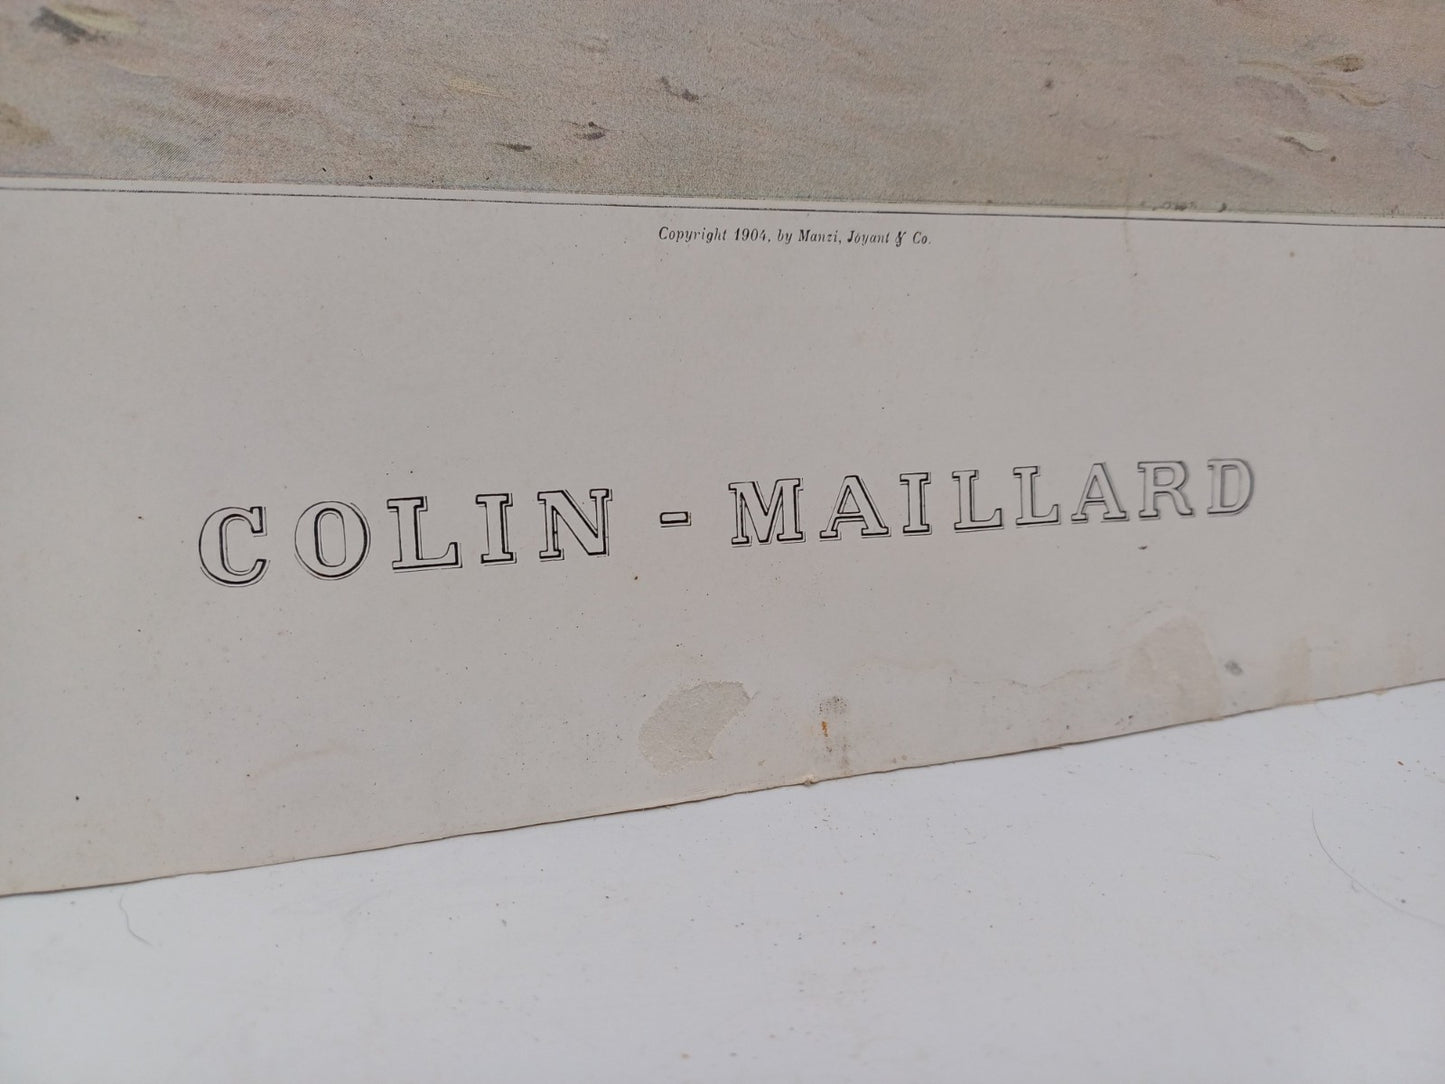 Copyright 1904, by Manzi, Joyant & Co.
COLIN - MAILLARD